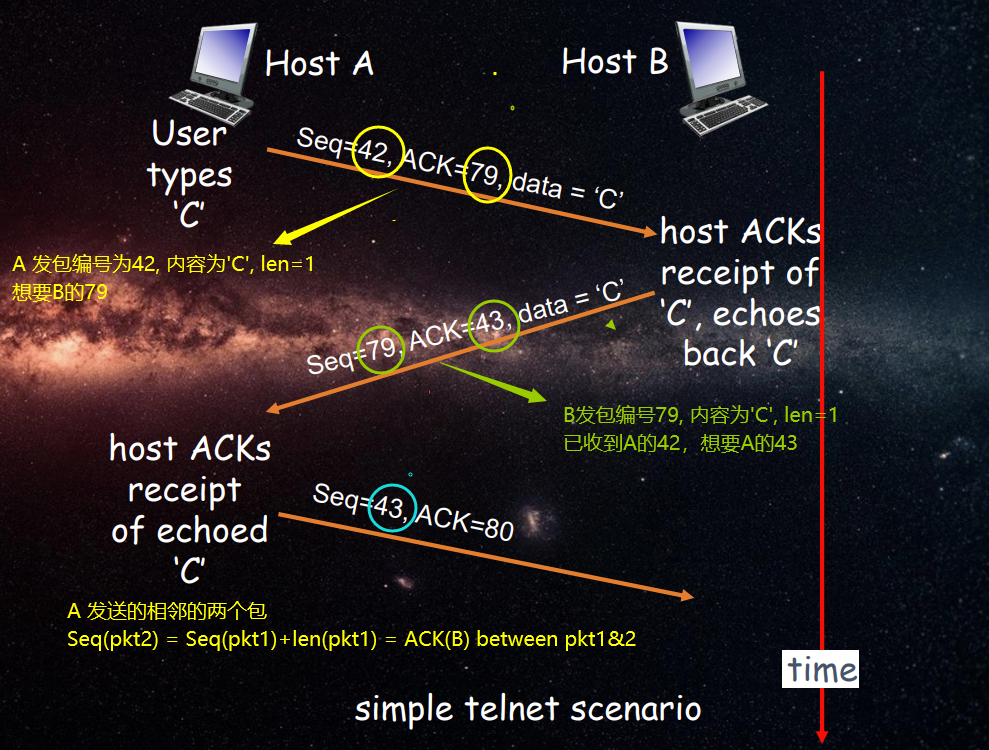 Host A
Host B
User
types
‘C’
Seq=42, ACK=79, data = ‘C’
A 发包编号为42, 内容为'C', len=1
想要B的79
host ACKs
receipt of
‘C’, echoes
back ‘C’
Seq=79, ACK=43, data = ‘C’
B发包编号79, 内容为'C', len=1
已收到A的42，想要A的43
host ACKs
receipt
of echoed
‘C’
Seq=43, ACK=80
A 发送的相邻的两个包
Seq(pkt2) = Seq(pkt1)+len(pkt1) = ACK(B) between pkt1&2
time
simple telnet scenario